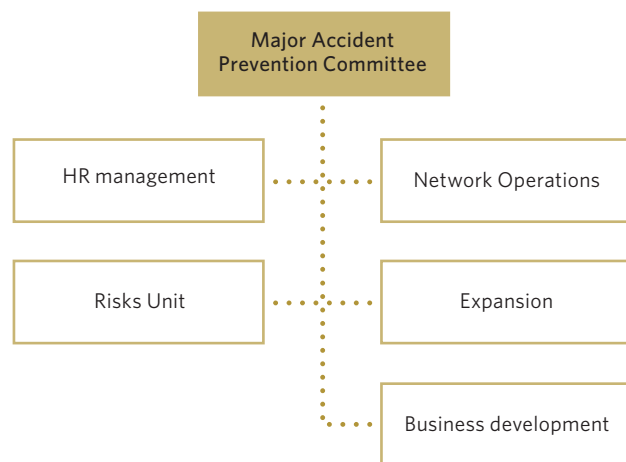 Major Accident
Prevention Committee
HR management
Network Operations
Risks Unit
Expansion
Business development